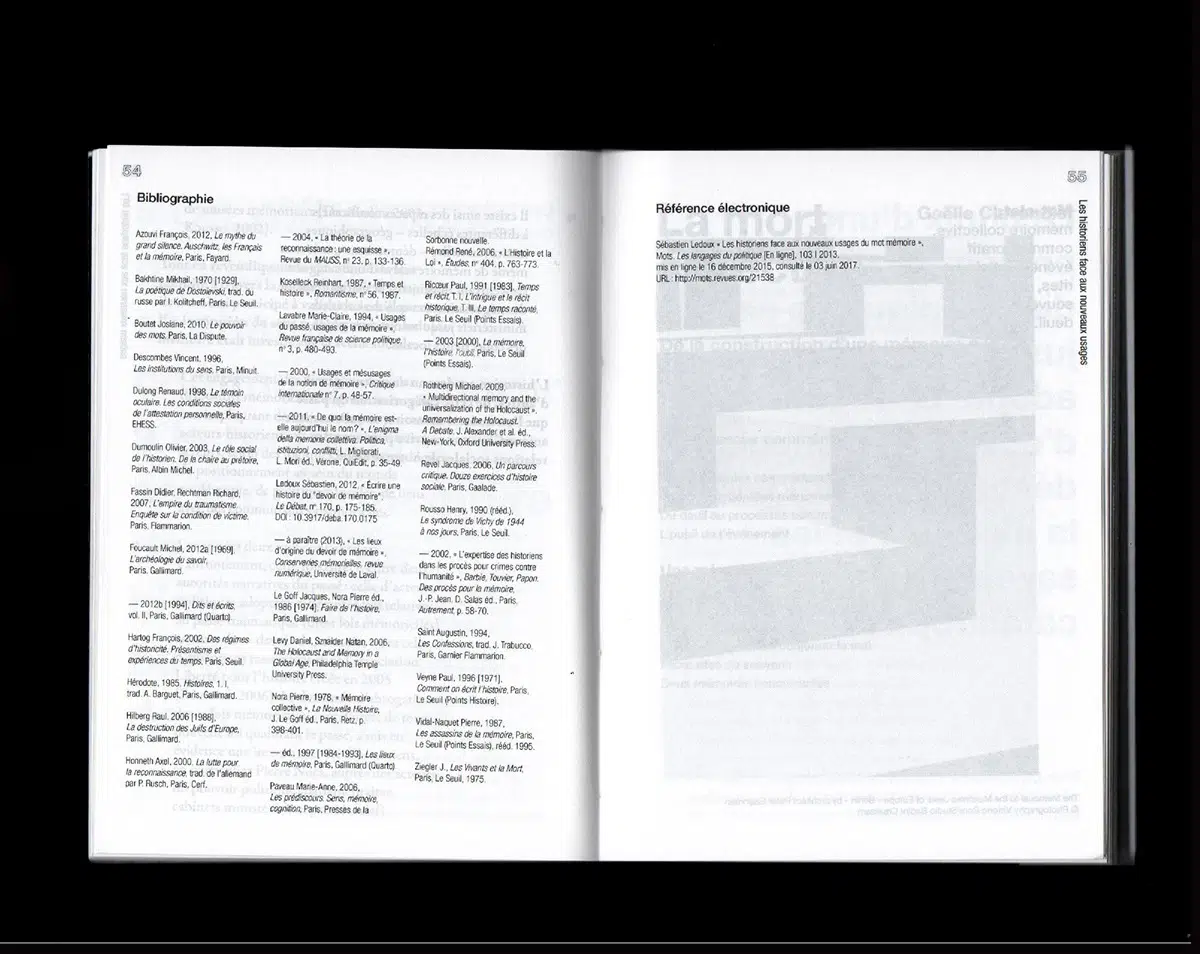 54
Bibliographie
Azouvi François, 2012, Le mythe du
grand silence. Auschwitz, les Français
et la mémoire, Paris, Fayard.
Bakhtine Mikhail, 1970 [1929],
La poétique de Dostoïevski, trad. du
russe par I. Kolitcheff, Paris, Le Seuil.
Boutet Josiane, 2010, Le pouvoir
des mots, Paris, La Dispute.
Descombes Vincent, 1996,
Les institutions du sens, Paris, Minuit.
Dulong Renaud, 1998, Le témoin
oculaire. Les conditions sociales
de l'attestation personnelle, Paris,
EHESS.
Dumoulin Olivier, 2003, Le rôle social
de l'historien. De la chaire au prétoire,
Paris, Albin Michel.
Fassin Didier, Rechtman Richard,
2007, L'empire du traumatisme.
Enquête sur la condition de victime,
Paris, Flammarion.
Foucault Michel, 2012a [1969],
L'archéologie du savoir,
Paris, Gallimard.
— 2012b [1994], Dits et écrits,
vol. II, Paris, Gallimard (Quarto).
Hartog François, 2002, Des régimes
d'historicité. Présentisme et
expériences du temps, Paris, Seuil.
Hérodote, 1985, Histoires, 1. I,
trad. A. Barguet, Paris, Gallimard.
Hilberg Raul, 2006 [1988],
La destruction des Juifs d'Europe,
Paris, Gallimard.
Honneth Axel, 2000, La lutte pour
la reconnaissance, trad. de l'allemand
par P. Rusch, Paris, Cerf.
— 2004, « La théorie de la
reconnaissance : une esquisse »,
Revue du MAUSS, n° 23, p. 133-136.
Koselleck Reinhart, 1987, « Temps et
histoire », Romantisme, n° 56, 1987.
Lavabre Marie-Claire, 1994, « Usages
du passé, usages de la mémoire »,
Revue française de science politique,
n° 3, p. 480-493.
— 2000, « Usages et mésusages
de la notion de mémoire », Critique
internationale n° 7, p. 48-57.
— 2011, « De quoi la mémoire est-
elle aujourd'hui le nom? », L'enigma
della memoria collettiva. Politica,
istituzioni, conflitti, L. Migliorati,
L. Mori éd., Vérone, QuiEdit, p. 35-49.
Ledoux Sébastien, 2012, « Écrire une
histoire du "devoir de mémoire".
Le Débat, n° 170, p. 175-185.
DOI : 10.3917/deba.170.0175
— à paraître (2013), « Les lieux
d'origine du devoir de mémoire »,
Conserveries mémorielles, revue
numérique, Université de Laval.
Le Goff Jacques, Nora Pierre éd.,
1986 [1974], Faire de l'histoire,
Paris, Gallimard.
Levy Daniel, Sznaider Natan, 2006,
The Holocaust and Memory in a
Global Age, Philadelphia Temple
University Press.
Nora Pierre, 1978, « Mémoire
collective », La Nouvelle Histoire,
J. Le Goff éd., Paris, Retz, p.
398-401.
— éd., 1997 [1984-1993], Les lieux
de mémoire, Paris, Gallimard (Quarto).
Paveau Marie-Anne, 2006,
Les prédiscours. Sens, mémoire,
cognition, Paris, Presses de la
Sorbonne nouvelle.
Rémond René, 2006, « L'Histoire et la
Loi », Études, n° 404, p. 763-773.
Ricœur Paul, 1991 [1983], Temps
et récit, T. I, L'intrigue et le récit
historique, T. III, Le temps raconté,
Paris, Le Seuil (Points Essais).
— 2003 [2000], La mémoire,
l'histoire, l'oubli, Paris, Le Seuil
(Points Essais).
Rothberg Michael, 2009,
« Multidirectional memory and the
universalization of the Holocaust »,
Remembering the Holocaust.
A Debate, J. Alexander et al. éd.,
New-York, Oxford University Press.
Revel Jacques, 2006, Un parcours
critique. Douze exercices d'histoire
sociale, Paris, Gaalade.
Rousso Henry, 1990 (rééd.),
Le syndrome de Vichy de 1944
à nos jours, Paris, Le Seuil.
— 2002, « L'expertise des historiens
dans les procès pour crimes contre
l'humanité », Barbie, Touvier, Papon.
Des procès pour la mémoire,
J.-P. Jean, D. Salas éd., Paris,
Autrement, p. 58-70.
Saint Augustin, 1994,
Les Confessions, trad. J. Trabucco,
Paris, Garnier Flammarion.
Veyne Paul, 1996 [1971],
Comment on écrit l'histoire, Paris,
Le Seuil (Points Histoire).
Vidal-Naquet Pierre, 1987,
Les assassins de la mémoire, Paris,
Le Seuil (Points Essais), rééd. 1995.
Ziegler J., Les Vivants et la Mort,
Paris, Le Seuil, 1975.
55
Les historiens face aux nouveaux usages
Référence électronique
Sébastien Ledoux « Les historiens face aux nouveaux usages du mot mémoire »,
Mots. Les langages du politique [En ligne], 103 I 2013,
mis en ligne le 16 décembre 2015, consulté le 03 juin 2017.
URL : http://mots.revues.org/21538
La mort